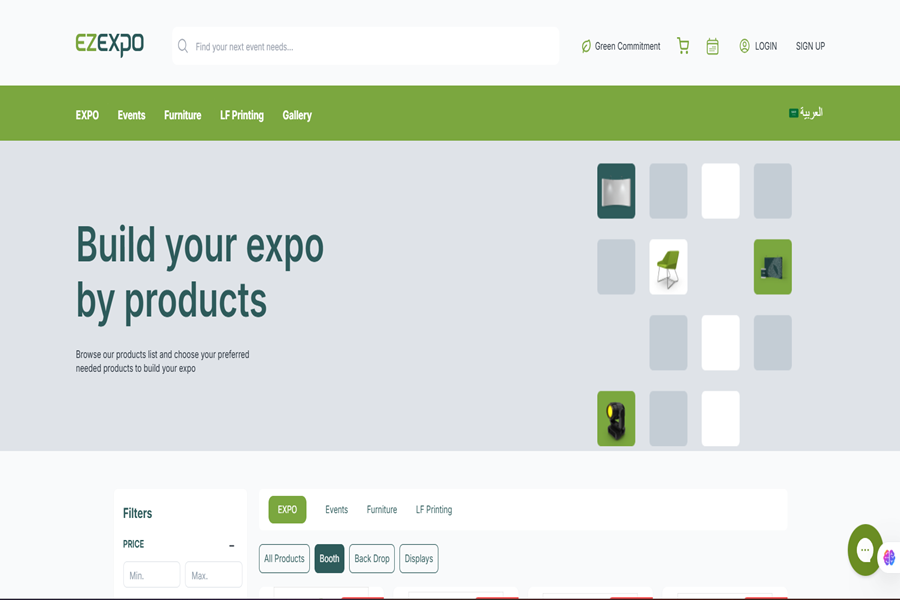 EZEXPO
Find your next event needs...
Green Commitment
LOGIN
SIGN UP
EXPO
Events
Furniture
LF Printing
Gallery
العربية
Build your expo
by products
Browse our products list and choose your preferred
needed products to build your expo
Filters
PRICE
Min.
Max.
EXPO
Events
Furniture
LF Printing
All Products
Booth
Back Drop
Displays